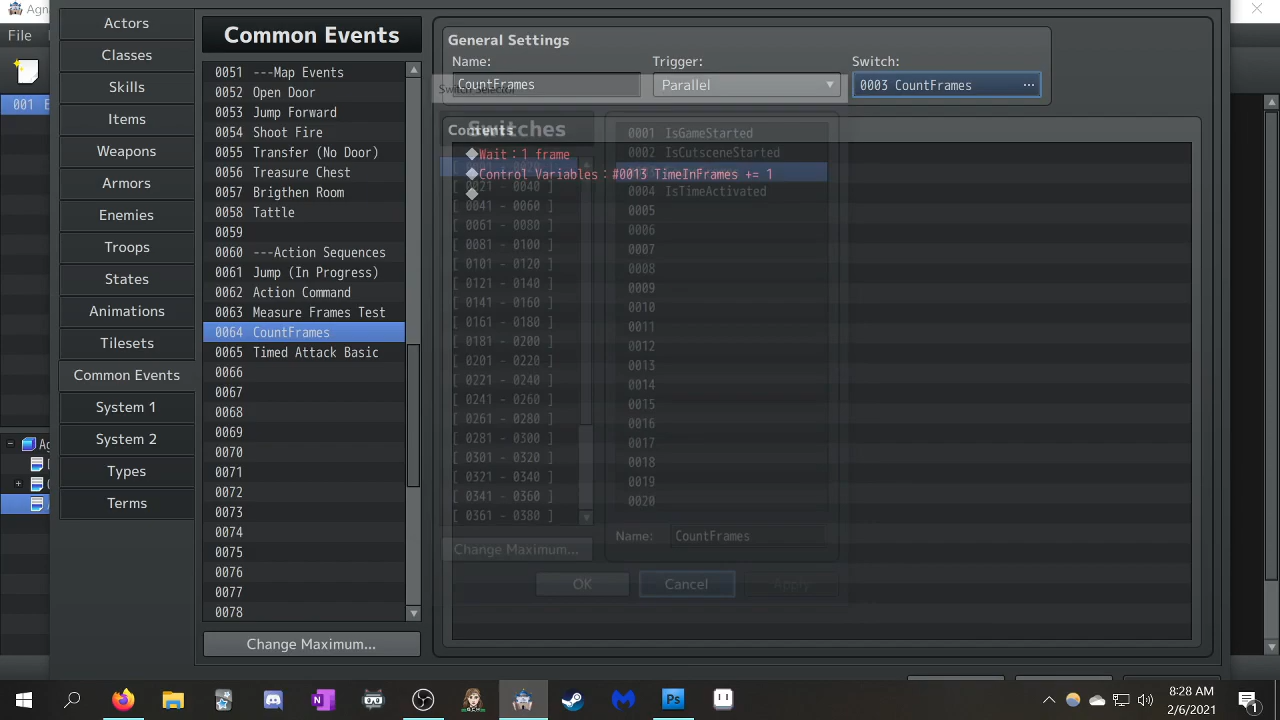 Agn
File
001
Actors
Classes
Skills
Items
Weapons
Armors
Enemies
Troops
States
Animations
Tilesets
Common Events
System 1
System 2
Types
Terms
Common Events
0051 ---Map Events
0052 Open Door
0053 Jump Forward
0054 Shoot Fire
0055 Transfer (No Door)
0056 Treasure Chest
0057 Brigthen Room
0058 Tattle
0059
0060 ---Action Sequences
0061 Jump (In Progress)
0062 Action Command
0063 Measure Frames Test
0064 CountFrames
0065 Timed Attack Basic
0066
0067
0068
0069
0070
0071
0072
0073
0074
0075
0076
0077
0078
Change Maximum...
General Settings
Name:
Trigger:
Switch:
CountFrames
Parallel
0003 CountFrames
...
Switch Selector
Contents
Switches
◆Wait：1 frame
◆Control Variables：#0013 TimeInFrames += 1
◆
[ 0021 - 0040 ]
[ 0041 - 0060 ]
[ 0061 - 0080 ]
[ 0081 - 0100 ]
[ 0101 - 0120 ]
[ 0121 - 0140 ]
[ 0141 - 0160 ]
[ 0161 - 0180 ]
[ 0181 - 0200 ]
[ 0201 - 0220 ]
[ 0221 - 0240 ]
[ 0241 - 0260 ]
[ 0261 - 0280 ]
[ 0281 - 0300 ]
[ 0301 - 0320 ]
[ 0321 - 0340 ]
[ 0341 - 0360 ]
[ 0361 - 0380 ]
Change Maximum...
0001 IsGameStarted
0002 IsCutsceneStarted
0004 IsTimeActivated
0005
0006
0007
0008
0009
0010
0011
0012
0013
0014
0015
0016
0017
0018
0019
0020
Name: CountFrames
OK
Cancel
Apply
8:28 AM
2/6/2021